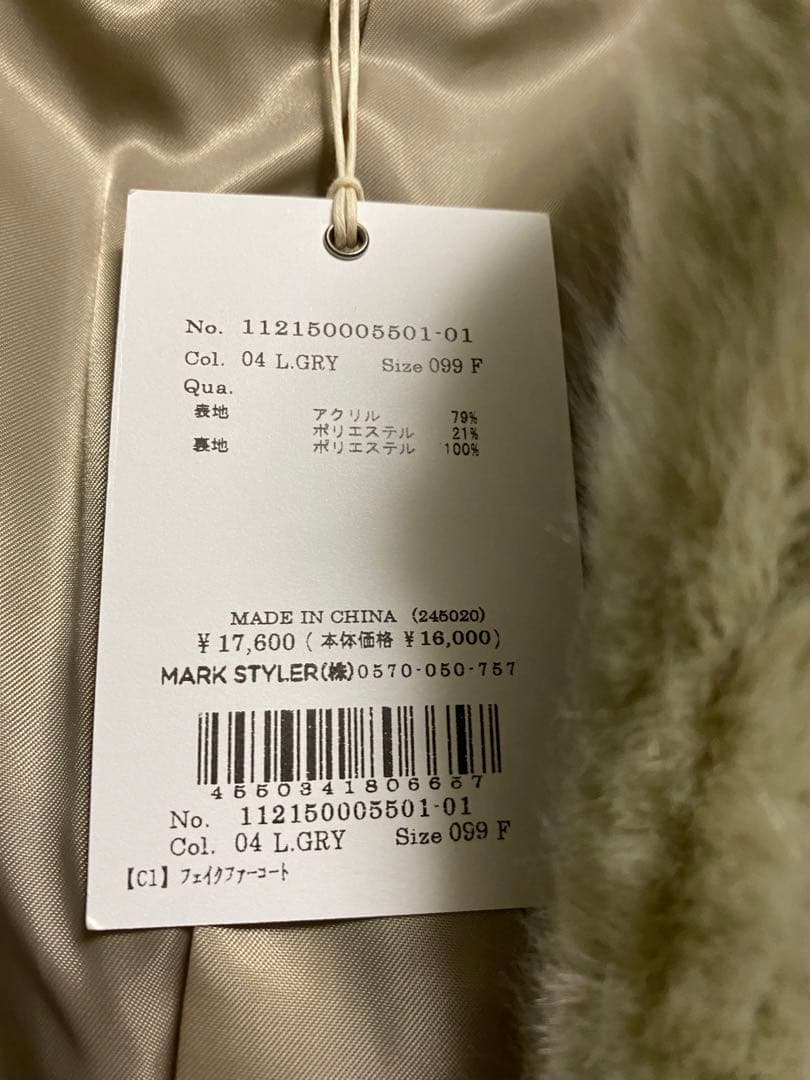 No. 112150005501-01
Col. 04 L.GRY Size 099 F
Qua.
表地 アクリル 79%
ポリエステル 21%
裏地 ポリエステル 100%
MADE IN CHINA (245020)
¥17,600 (本体価格 ¥16,000)
MARK STYLER(株)0570-050-757
4550341806657
No. 112150005501-01
Col. 04 L.GRY Size 099 F
【C1】フェイクファーコート